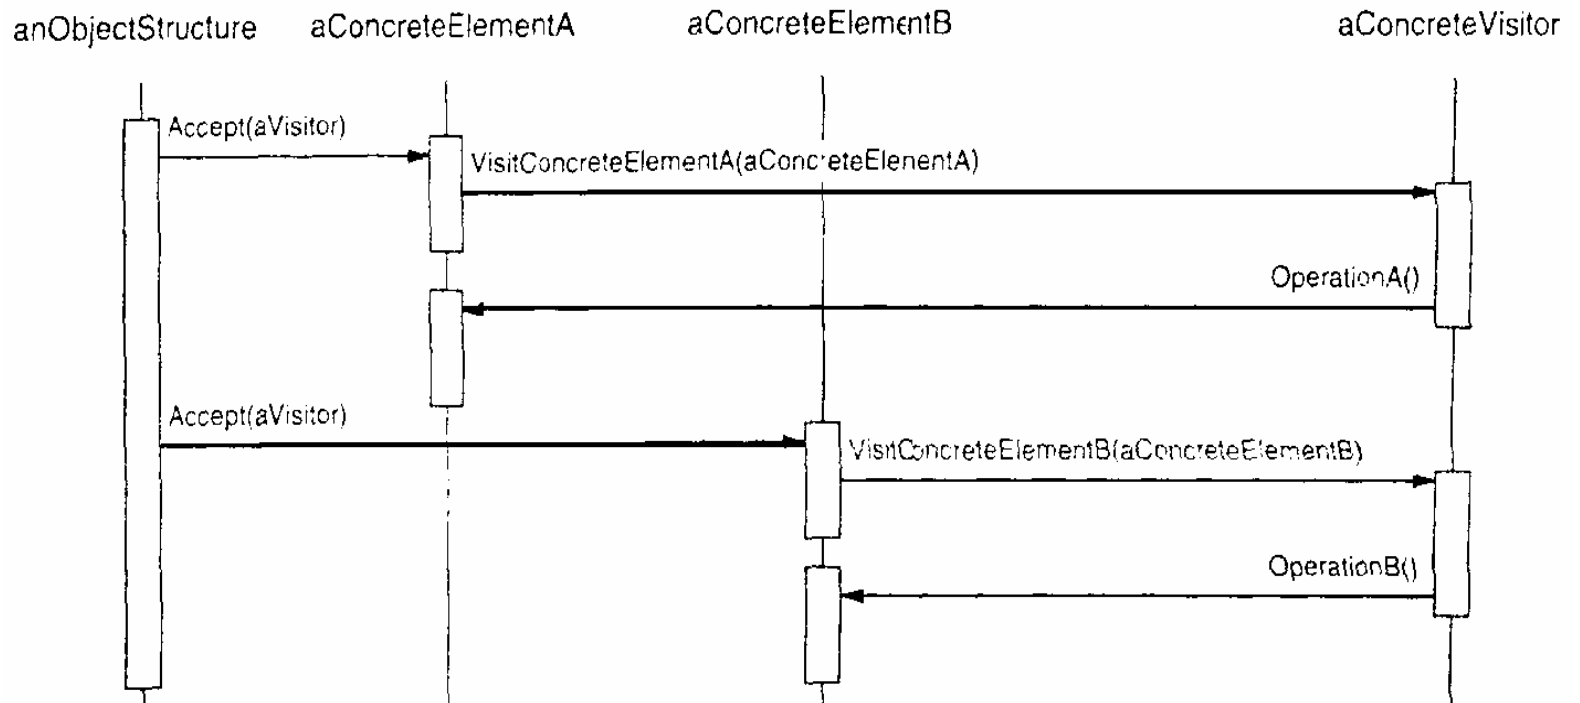 anObjectStructure aConcreteElementA aConcreteElementB aConcreteVisitor
Accept(aVisitor)
VisitConcreteElementA(aConcreteElenentA)
OperationA()
Accept(aVisitor)
VisitConcreteElementB(aConcreteElementB)
OperationB()